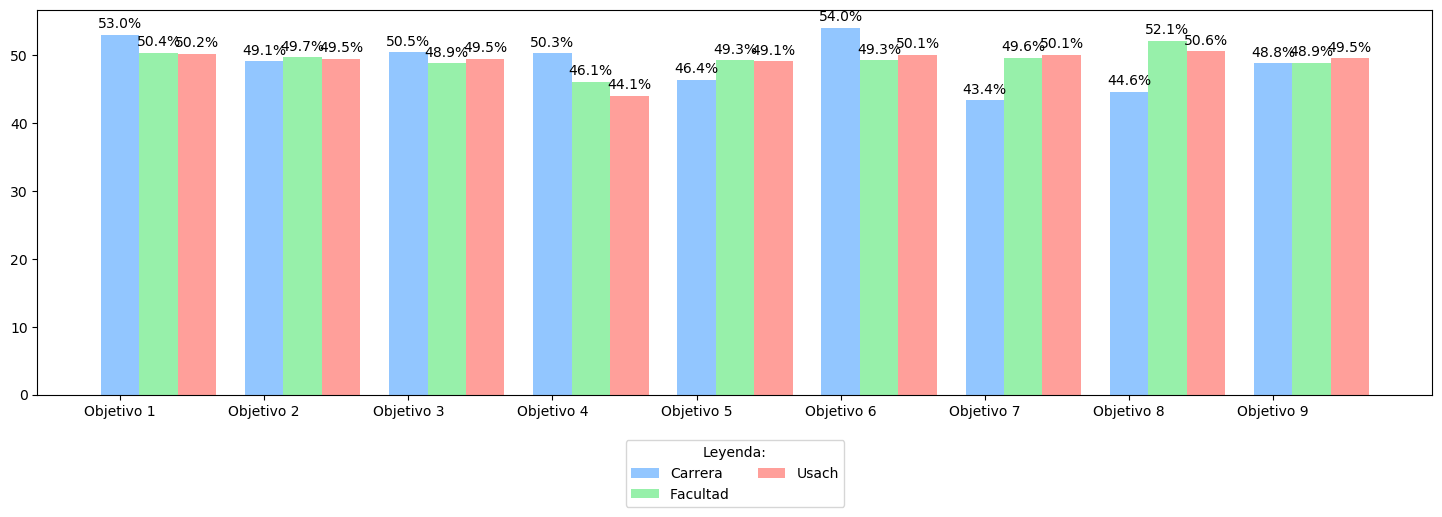 53.0% 50.4% 50.2% 49.1% 49.7% 49.5% 50.5% 48.9% 49.5% 50.3% 46.1% 44.1% 46.4% 49.3% 49.1% 54.0% 49.3% 50.1% 43.4% 49.6% 50.1% 44.6% 52.1% 50.6% 48.8% 48.9% 49.5%
50
40
30
20
10
0
Objetivo 1 Objetivo 2 Objetivo 3 Objetivo 4 Objetivo 5 Objetivo 6 Objetivo 7 Objetivo 8 Objetivo 9
Leyenda:
Carrera Usach
Facultad